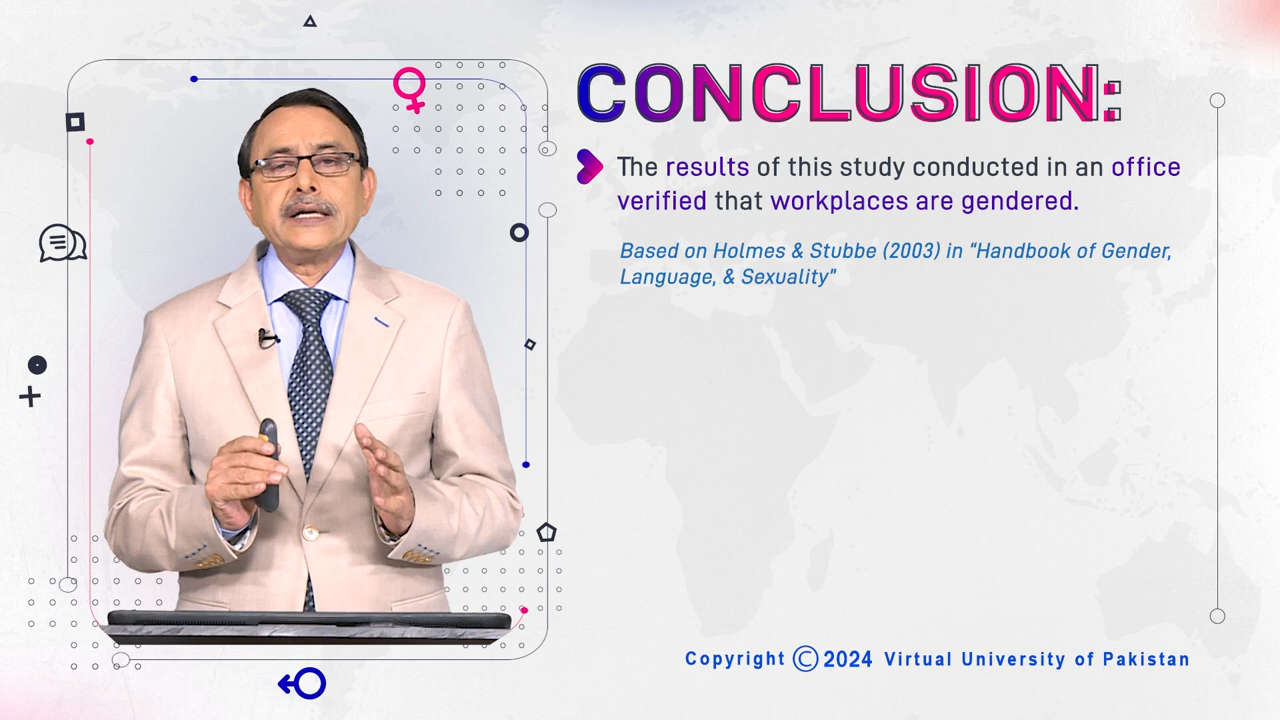 CONCLUSION:
The results of this study conducted in an office
verified that workplaces are gendered.
Based on Holmes & Stubbe (2003) in "Handbook of Gender,
Language, & Sexuality"
Copyright © 2024 Virtual University of Pakistan